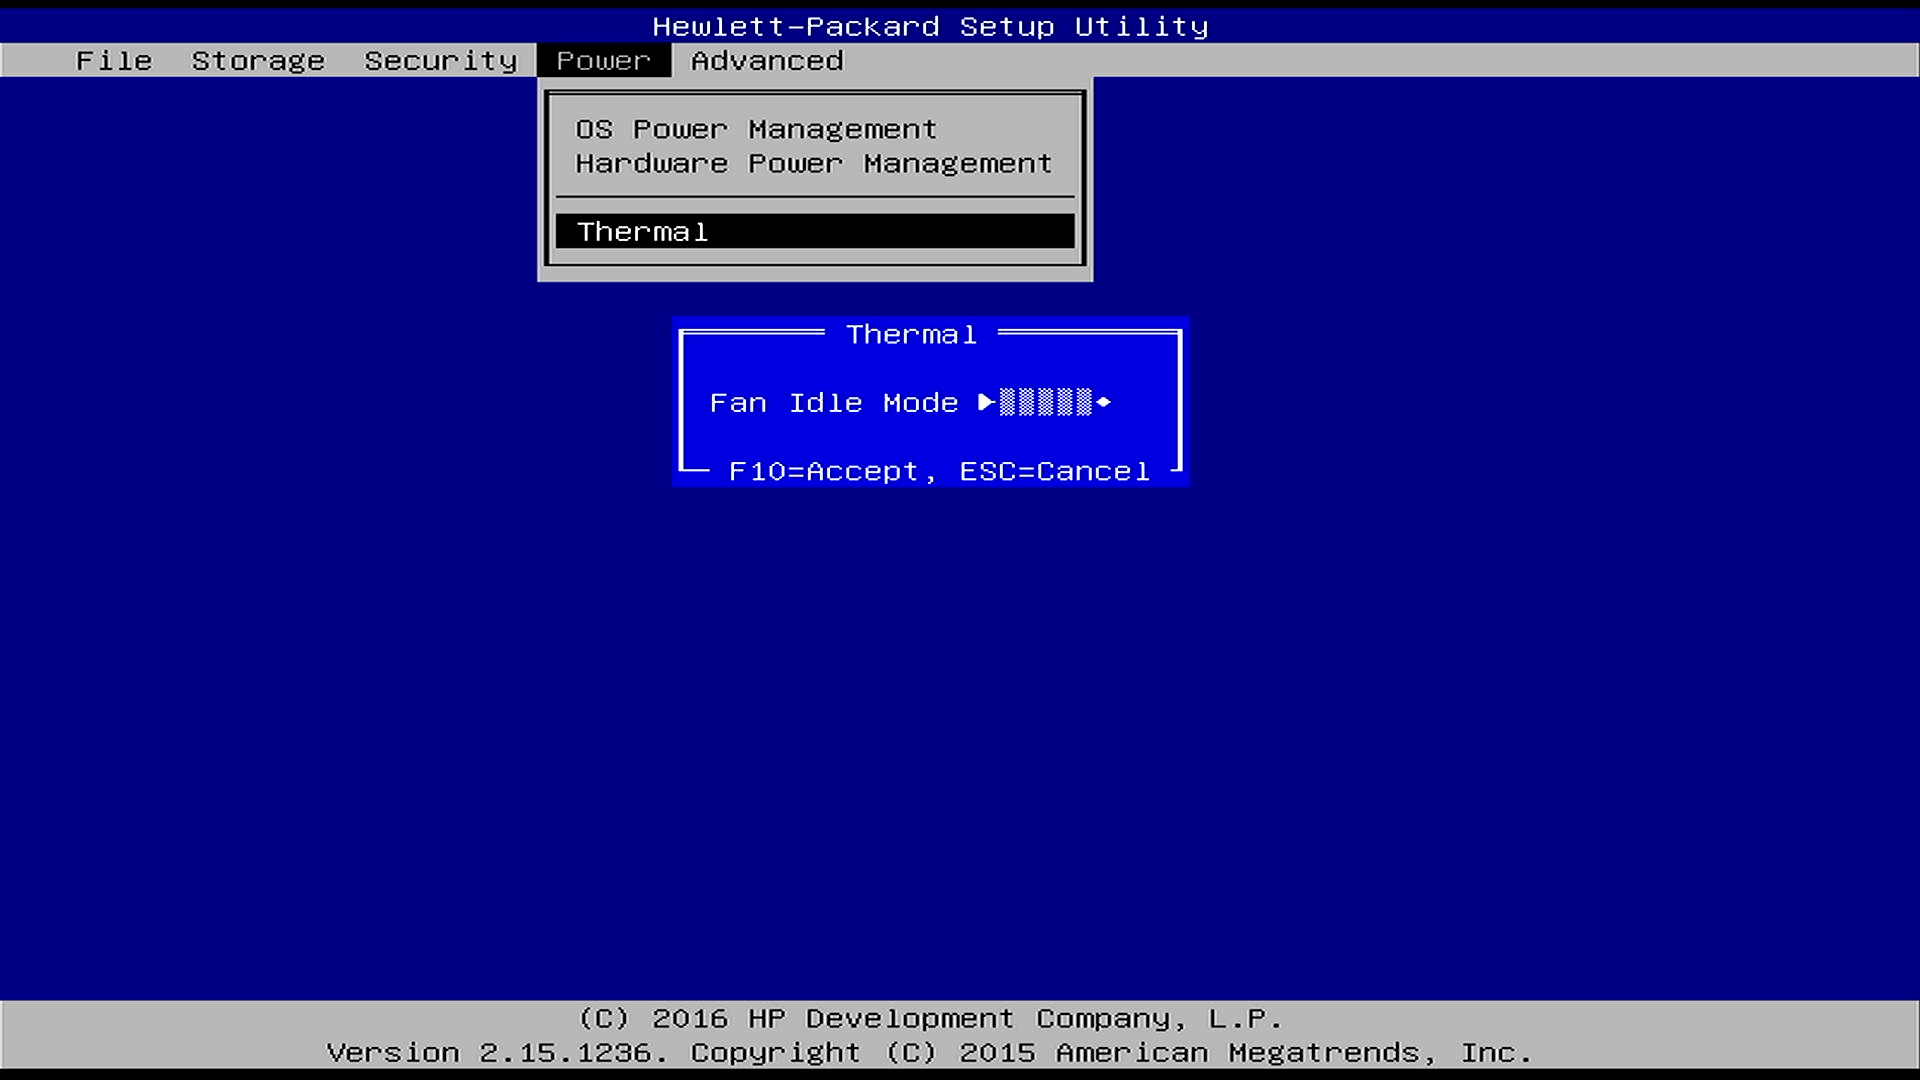 Hewlett-Packard Setup Utility
File Storage Security Power Advanced
OS Power Management
Hardware Power Management
Thermal
Thermal
Fan Idle Mode ►▒▒▒▒▒◆
F10=Accept, ESC=Cancel
(C) 2016 HP Development Company, L.P.
Version 2.15.1236. Copyright (C) 2015 American Megatrends, Inc.